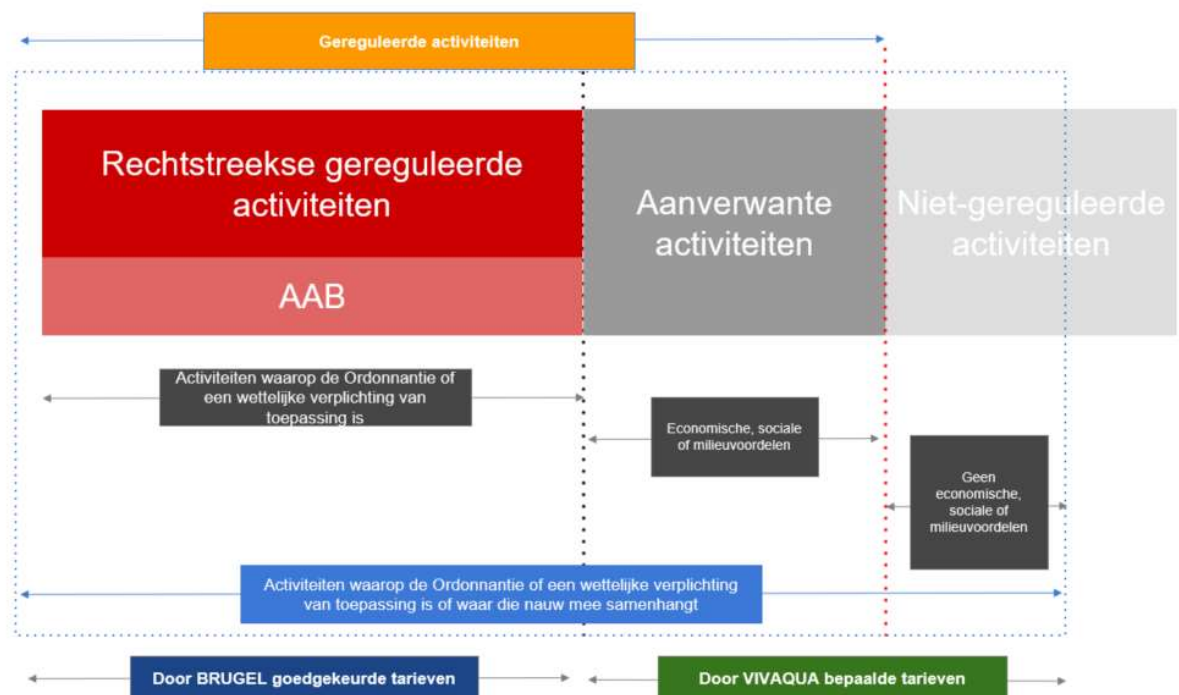 Gereguleerde activiteiten
Rechtstreekse gereguleerde
activiteiten
AAB
Aanverwante
activiteiten
Niet-gereguleerde
activiteiten
Activiteiten waarop de Ordonnantie of
een wettelijke verplichting van
toepassing is
Economische, sociale
of milieuvoordelen
Geen
economische,
sociale of
milieuvoordelen
Activiteiten waarop de Ordonnantie of een wettelijke verplichting
van toepassing is of waar die nauw mee samenhangt
Door BRUGEL goedgekeurde tarieven
Door VIVAQUA bepaalde tarieven